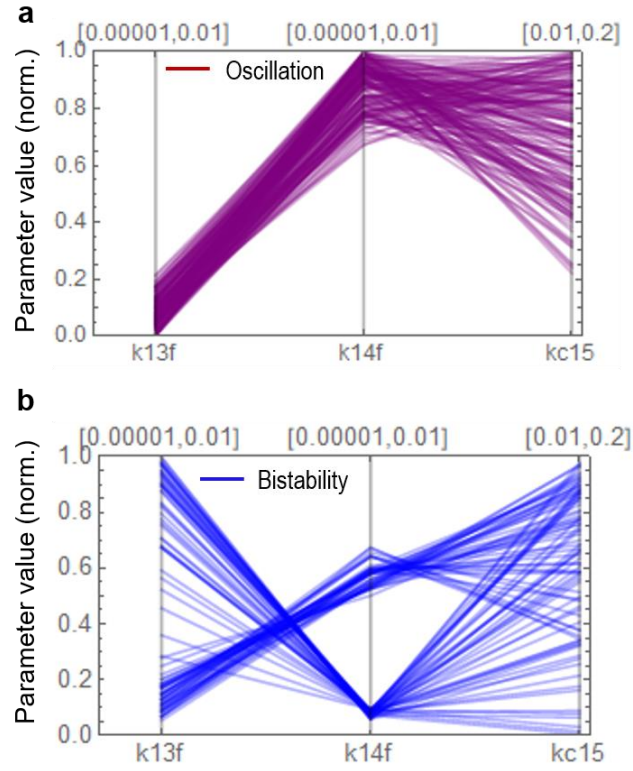 a
[0.00001,0.01] [0.00001,0.01] [0.01,0.2]
Parameter value (norm.)
1.0
Oscillation
0.8
0.6
0.4
0.2
0.0
k13f k14f kc15
b
[0.00001,0.01] [0.00001,0.01] [0.01,0.2]
Parameter value (norm.)
1.0
Bistability
0.8
0.6
0.4
0.2
0.0
k13f k14f kc15